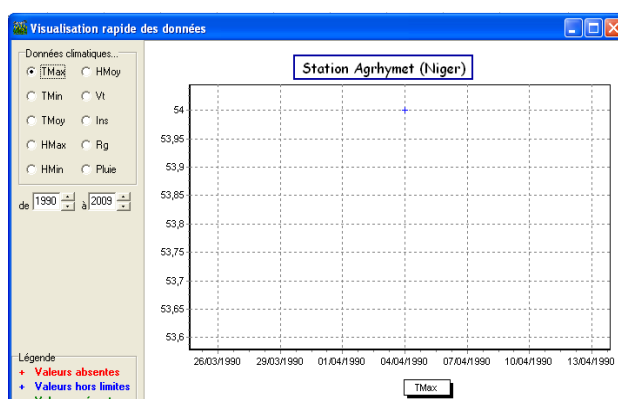 Visualisation rapide des données
Données climatiques...
TMax HMoy
TMin Vt
TMoy Ins
HMax Rg
HMin Pluie
de 1990 à 2009
Légende
+ Valeurs absentes
+ Valeurs hors limites
Station Agrhymet (Niger)
54
53,95
53,9
53,85
53,8
53,75
53,7
53,65
53,6
26/03/1990 29/03/1990 01/04/1990 04/04/1990 07/04/1990 10/04/1990 13/04/1990
TMax